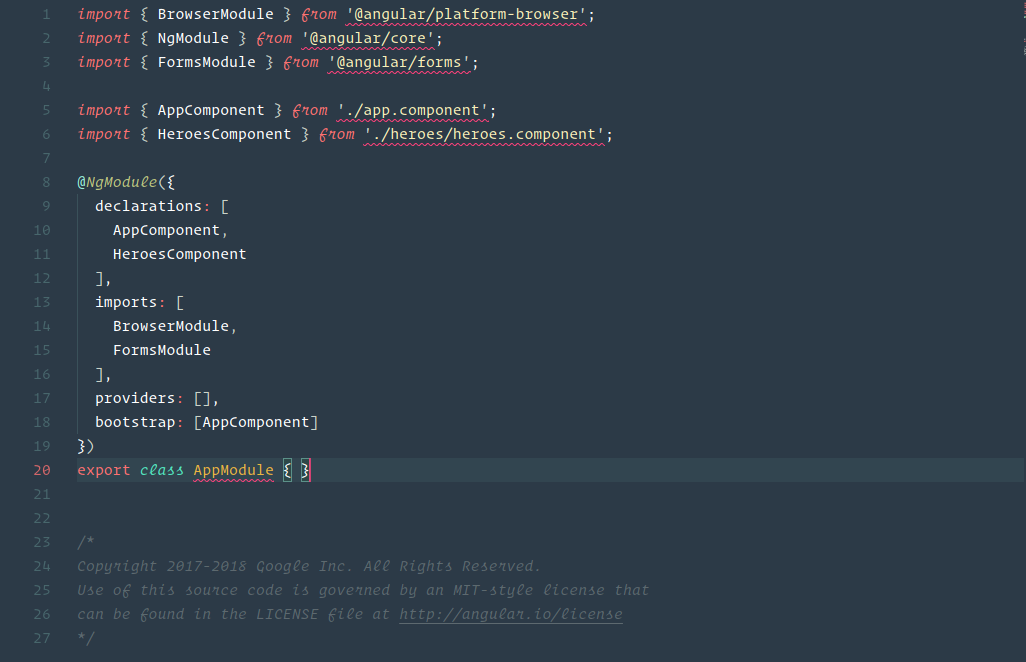 1 import { BrowserModule } from '@angular/platform-browser';
2 import { NgModule } from '@angular/core';
3 import { FormsModule } from '@angular/forms';
4
5 import { AppComponent } from './app.component';
6 import { HeroesComponent } from './heroes/heroes.component';
7
8 @NgModule({
9   declarations: [
10     AppComponent,
11     HeroesComponent
12   ],
13   imports: [
14     BrowserModule,
15     FormsModule
16   ],
17   providers: [],
18   bootstrap: [AppComponent]
19 })
20 export class AppModule { }
21
22
23 /*
24 Copyright 2017-2018 Google Inc. All Rights Reserved.
25 Use of this source code is governed by an MIT-style license that
26 can be found in the LICENSE file at http://angular.io/license
27 */